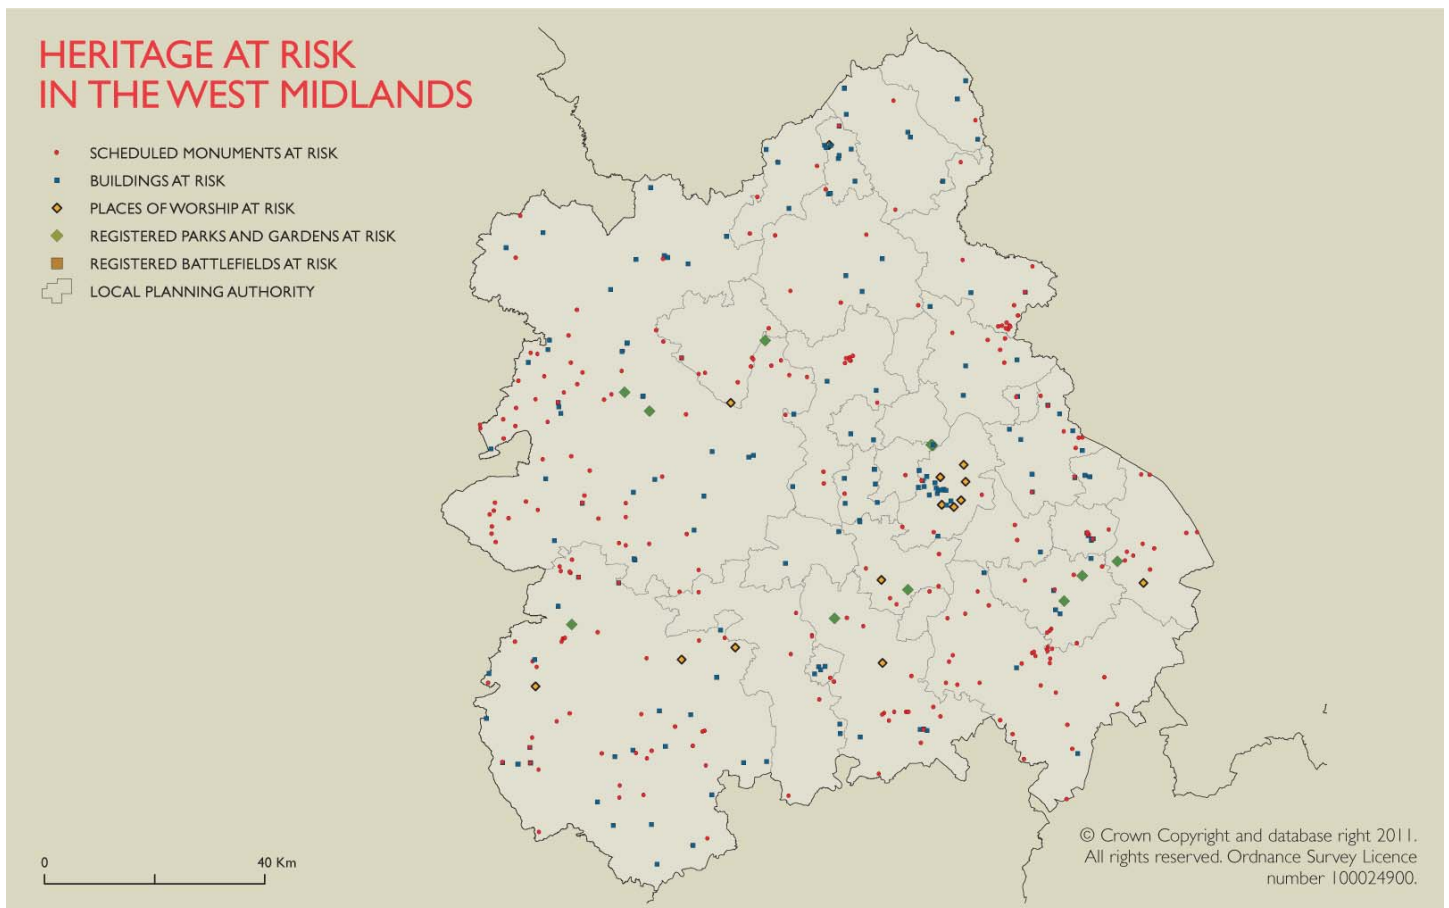 HERITAGE AT RISK
IN THE WEST MIDLANDS
SCHEDULED MONUMENTS AT RISK
BUILDINGS AT RISK
PLACES OF WORSHIP AT RISK
REGISTERED PARKS AND GARDENS AT RISK
REGISTERED BATTLEFIELDS AT RISK
LOCAL PLANNING AUTHORITY
0 40 Km
© Crown Copyright and database right 2011.
All rights reserved. Ordnance Survey Licence
number 100024900.